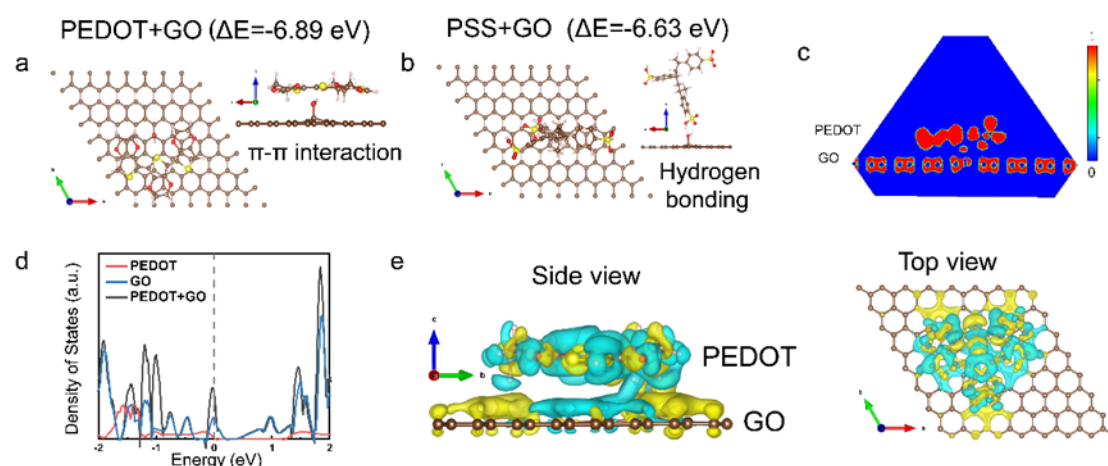 PEDOT+GO (ΔE=-6.89 eV)
PSS+GO (ΔE=-6.63 eV)
a
π-π interaction
b
Hydrogen
bonding
c
PEDOT
GO
1
0
d
PEDOT
GO
PEDOT+GO
Density of States (a.u.)
-2 -1 0 1 2
Energy (eV)
e
Side view
PEDOT
GO
Top view